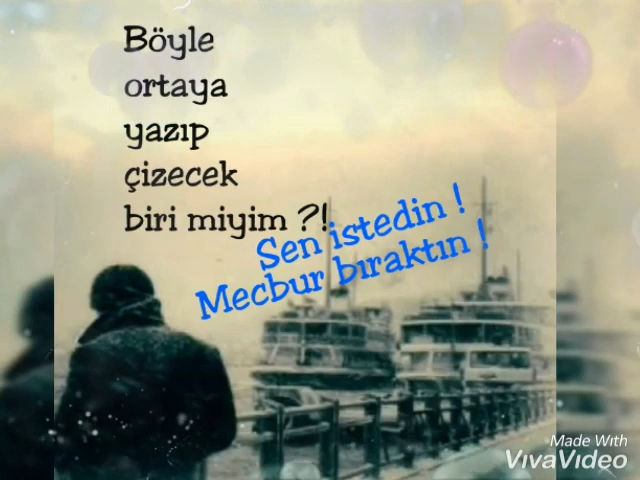 Böyle
ortaya
yazıp
çizecek
biri miyim ?!
Sen istedin !
Mecbur bıraktın !
Made With
VivaVideo